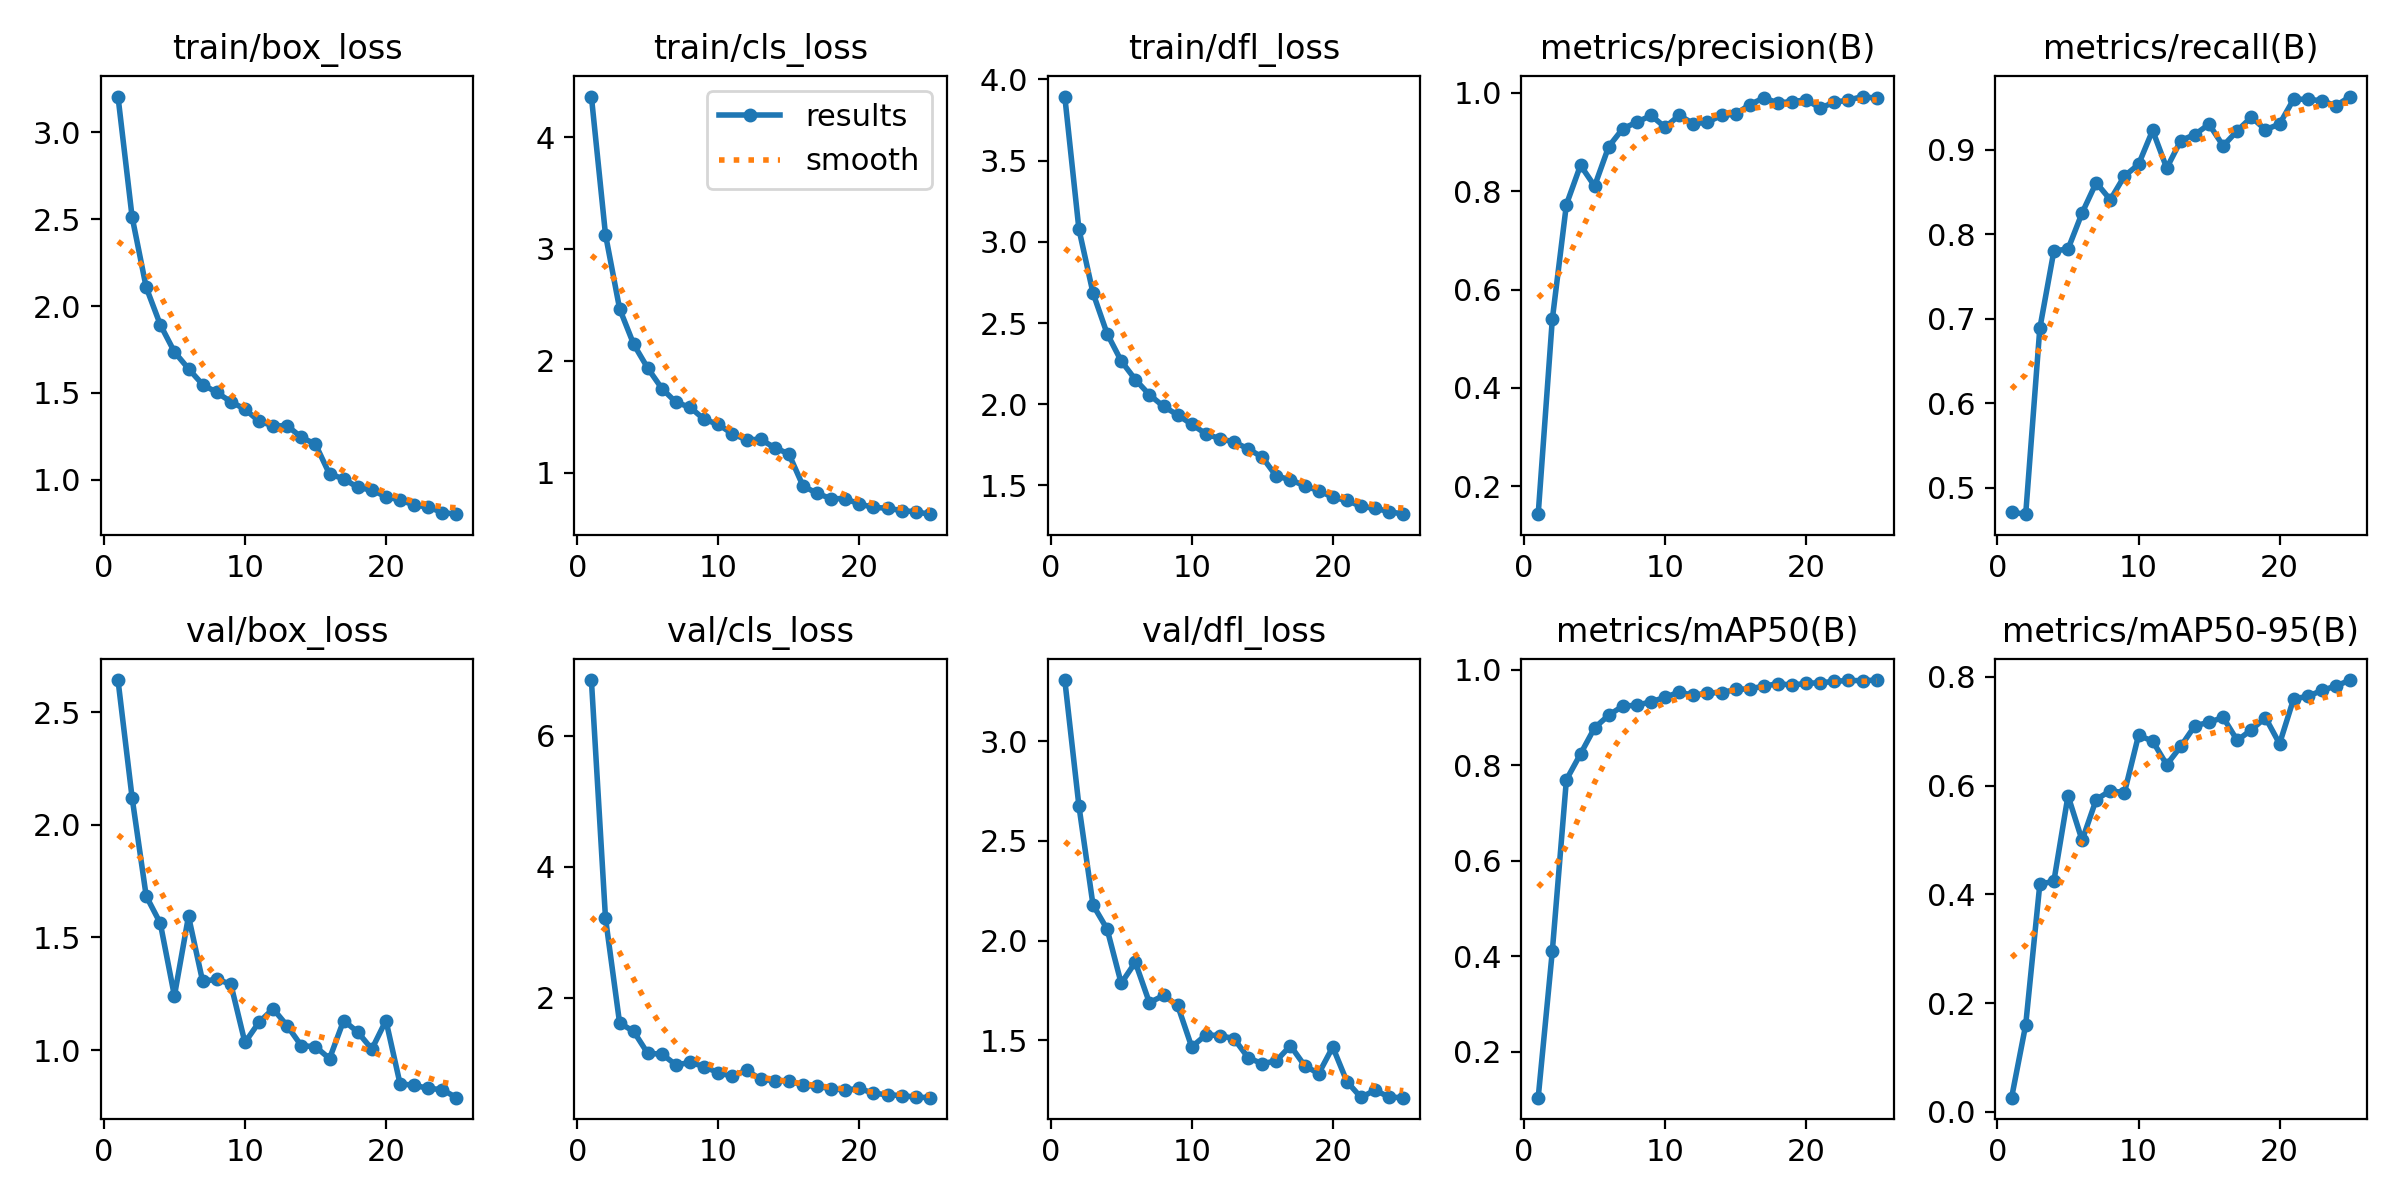 train/box_loss
train/cls_loss
train/dfl_loss
metrics/precision(B)
metrics/recall(B)
3.0
2.5
2.0
1.5
1.0
0 10 20
results
smooth
4
3
2
1
0 10 20
4.0
3.5
3.0
2.5
2.0
1.5
0 10 20
1.0
0.8
0.6
0.4
0.2
0 10 20
0.9
0.8
0.7
0.6
0.5
0 10 20
val/box_loss
val/cls_loss
val/dfl_loss
metrics/mAP50(B)
metrics/mAP50-95(B)
2.5
2.0
1.5
1.0
0 10 20
6
4
2
0 10 20
3.0
2.5
2.0
1.5
0 10 20
1.0
0.8
0.6
0.4
0.2
0 10 20
0.8
0.6
0.4
0.2
0.0
0 10 20